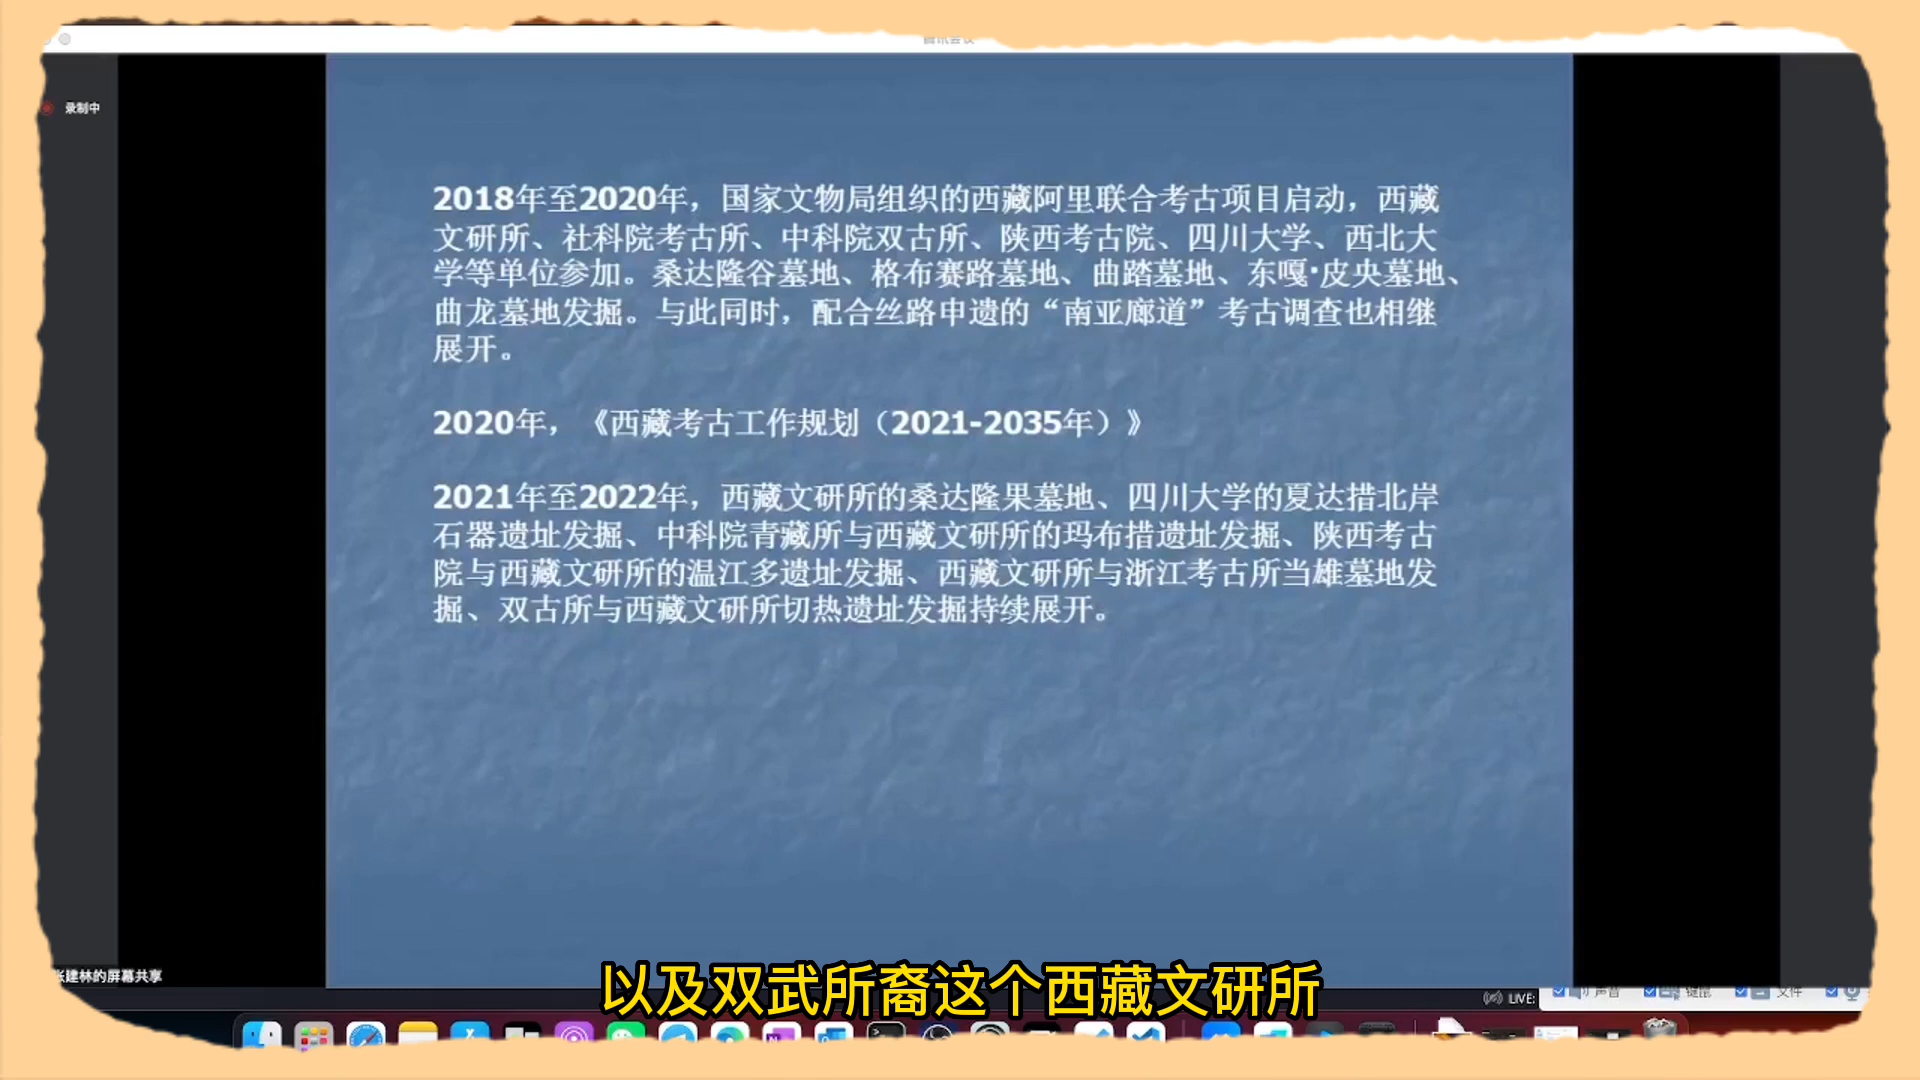 腾讯会议
录制中
2018年至2020年，国家文物局组织的西藏阿里联合考古项目启动，西藏
文研所、社科院考古所、中科院双古所、陕西考古院、四川大学、西北大
学等单位参加。桑达隆谷墓地、格布赛路墓地、曲踏墓地、东嘎·皮央墓地、
曲龙墓地发掘。与此同时，配合丝路申遗的“南亚廊道”考古调查也相继
展开。
2020年，《西藏考古工作规划（2021-2035年）》
2021年至2022年，西藏文研所的桑达隆果墓地、四川大学的夏达措北岸
石器遗址发掘、中科院青藏所与西藏文研所的玛布措遗址发掘、陕西考古
院与西藏文研所的温江多遗址发掘、西藏文研所与浙江考古所当雄墓地发
掘、双古所与西藏文研所切热遗址发掘持续展开。
张建林的屏幕共享
以及双武所裔这个西藏文研所
LIVE:
声音
键鼠
文件